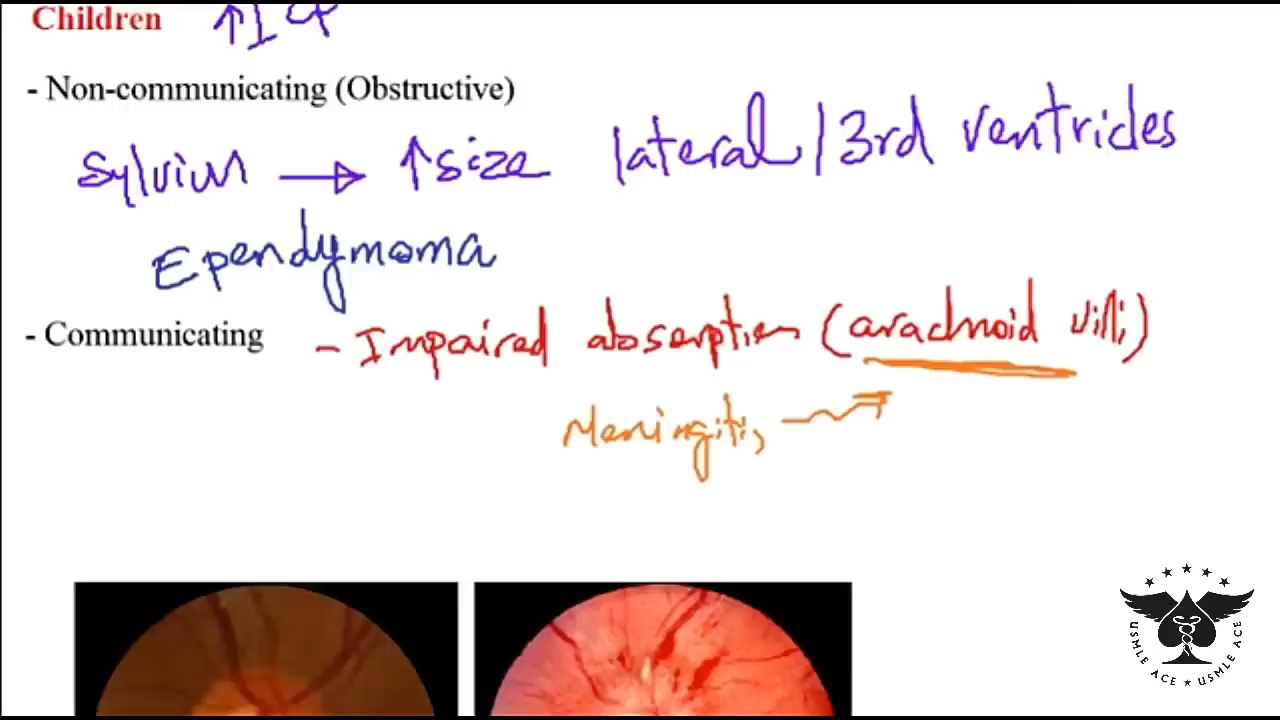 Children ↑ICP
- Non-communicating (Obstructive)
Sylvius → ↑size lateral / 3rd ventricles
Ependymoma
- Communicating - Impaired absorption (arachnoid villi)
Meningitis →
USMLE ACE ★ USMLE ACE